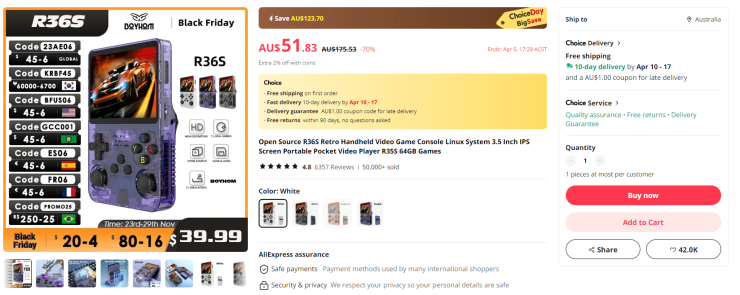 R36S
BOYHOM
Black Friday
Code 23AE06
$ 45-6 GLOBAL
Code KRBF45
₩60000-6700
Code BFUS06
$ 45-6
Code GCC001
$ 45-6
Code ES06
€ 45-6
Code FR06
€ 45-6
Code PROMO25
R$ 250-25
R36S
HD
BOYHOM
Time: 23rd-29th Nov
Black Friday
$ 20-4
$ 80-16
$39.99
Save AU$123.70
ChoiceDay
BigSave
AU$51.83 AU$175.53 -70%
Ends: Apr 5, 17:29 ACST
Extra 2% off with coins
Choice
· Free shipping on first order
· Fast delivery 10-day delivery by Apr 10 - 17
· Delivery guarantee AU$1.00 coupon code for late delivery
· Free returns within 90 days, no questions asked
Open Source R36S Retro Handheld Video Game Console Linux System 3.5 Inch IPS
Screen Portable Pocket Video Player R35S 64GB Games
4.8 6357 Reviews | 50,000+ sold
Color: White
AliExpress assurance
Safe payments Payment methods used by many international shoppers
Security & privacy We respect your privacy so your personal details are safe
Ship to
Australia
Choice Delivery >
Free shipping
10-day delivery by Apr 10 - 17
and a AU$1.00 coupon for late delivery
Choice Service >
Quality assurance • Free returns • Delivery
Guarantee
Quantity
- 1 +
1 pieces at most per customer
Buy now
Add to Cart
Share
42.0K